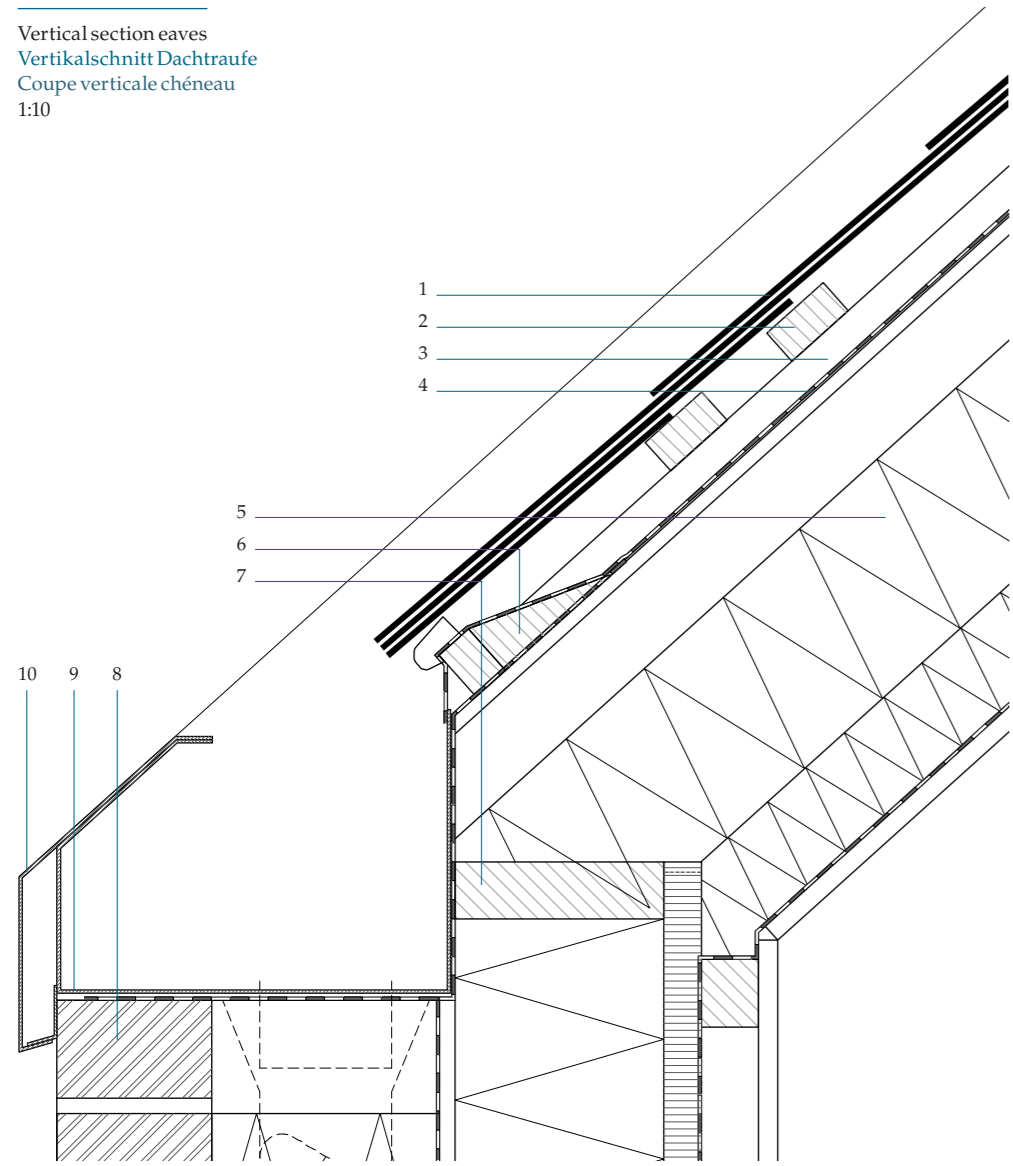 Vertical section eaves
Vertikalschnitt Dachtraufe
Coupe verticale chéneau
1:10
1
2
3
4
5
6
7
10 9 8